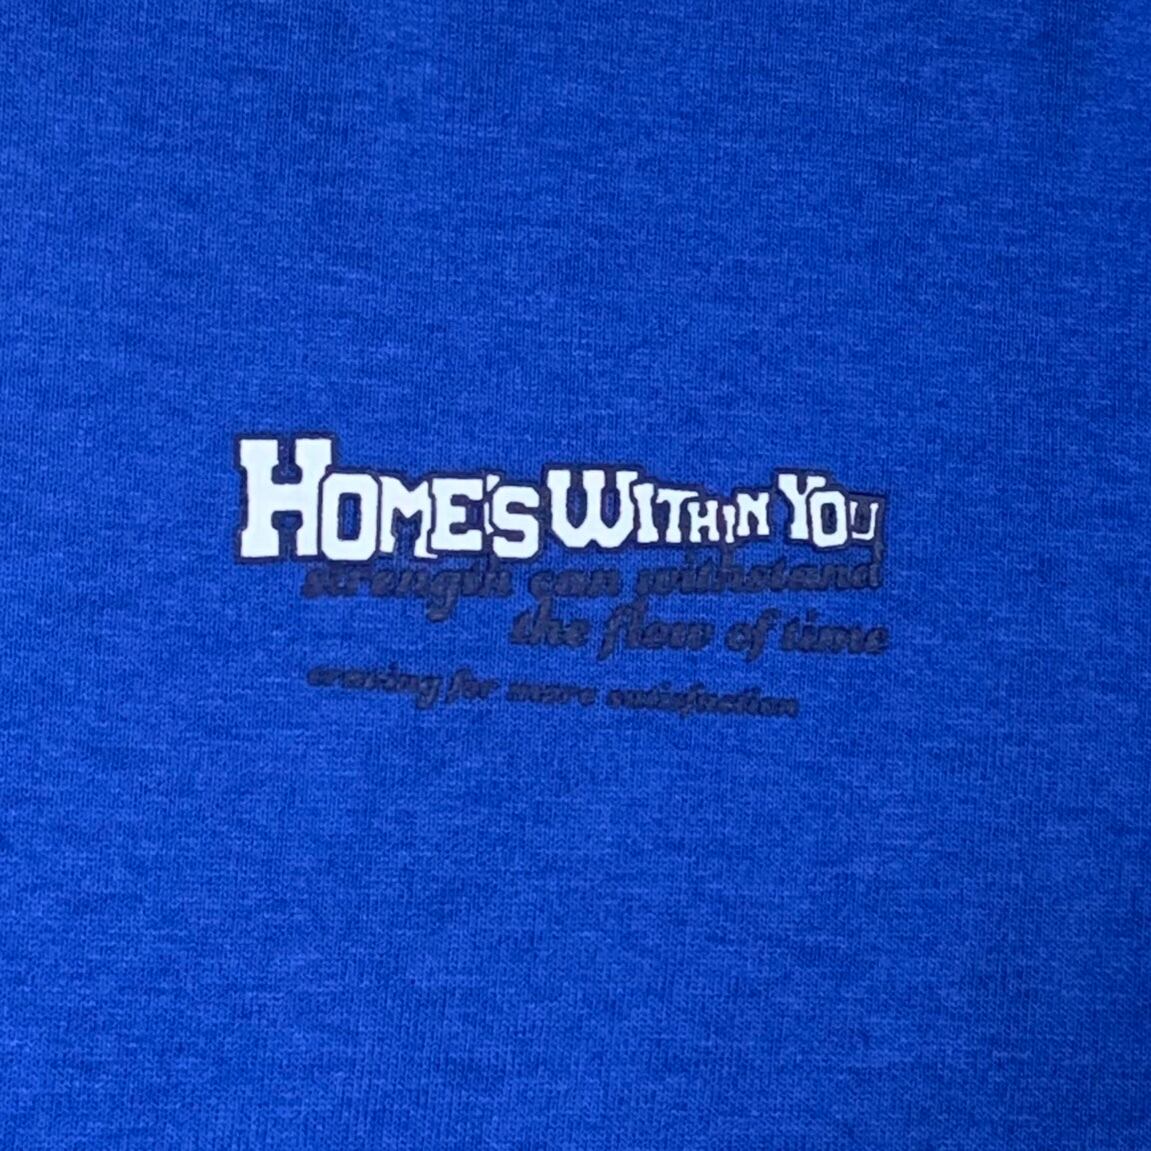 HOME'S WITHIN YOU
strength can withstand
the flow of time
craving for more satisfaction